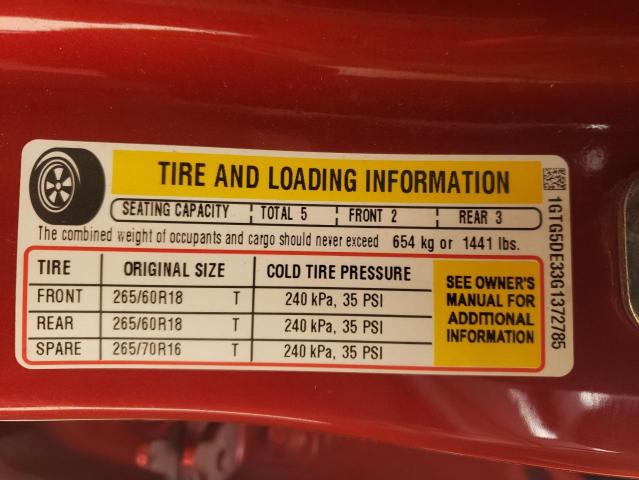 TIRE AND LOADING INFORMATION
SEATING CAPACITY TOTAL 5 FRONT 2 REAR 3
The combined weight of occupants and cargo should never exceed 654 kg or 1441 lbs.
TIRE ORIGINAL SIZE COLD TIRE PRESSURE
FRONT 265/60R18 T 240 kPa, 35 PSI
REAR 265/60R18 T 240 kPa, 35 PSI
SPARE 265/70R16 T 240 kPa, 35 PSI
SEE OWNER'S
MANUAL FOR
ADDITIONAL
INFORMATION
1GTG5DE33G1372785